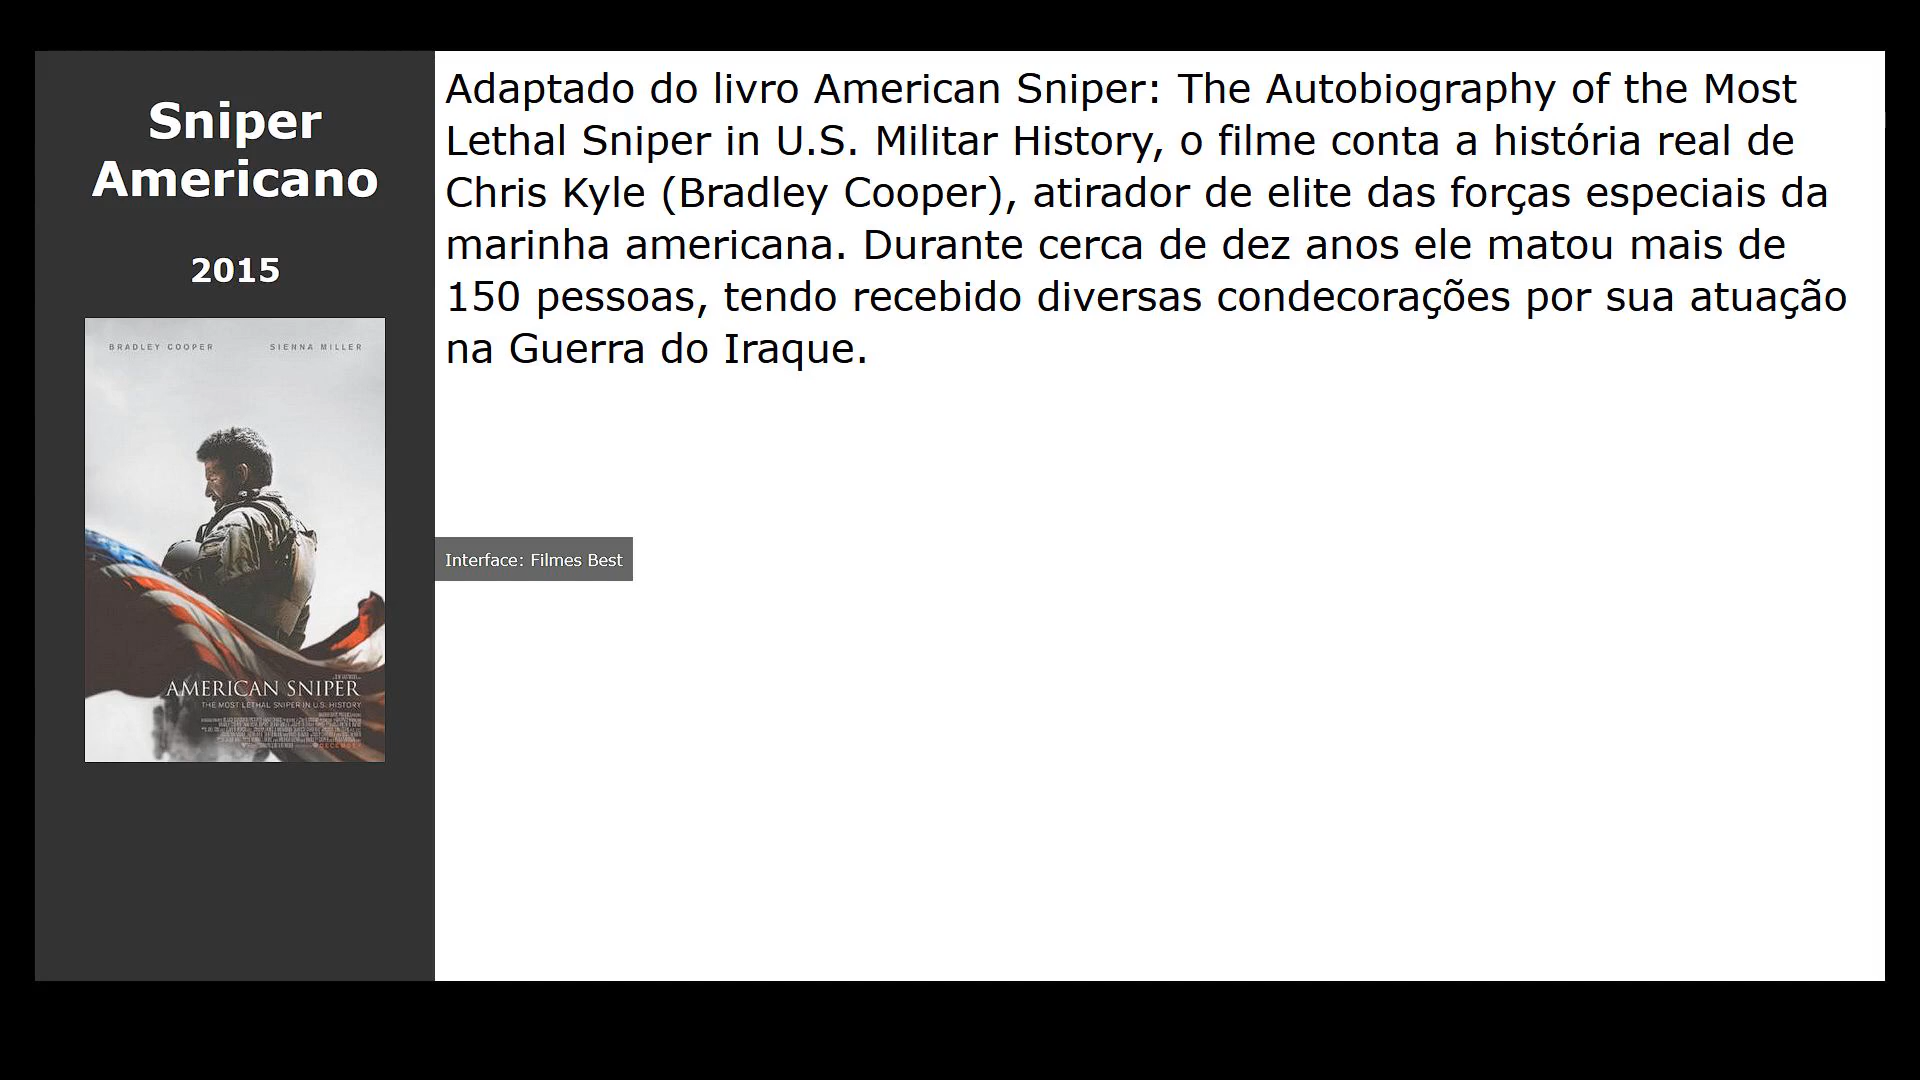 Sniper
Americano
2015
BRADLEY COOPER SIENNA MILLER
AMERICAN SNIPER
THE MOST LETHAL SNIPER IN U.S. HISTORY
DECEMBER
Adaptado do livro American Sniper: The Autobiography of the Most
Lethal Sniper in U.S. Militar History, o filme conta a história real de
Chris Kyle (Bradley Cooper), atirador de elite das forças especiais da
marinha americana. Durante cerca de dez anos ele matou mais de
150 pessoas, tendo recebido diversas condecorações por sua atuação
na Guerra do Iraque.
Interface: Filmes Best